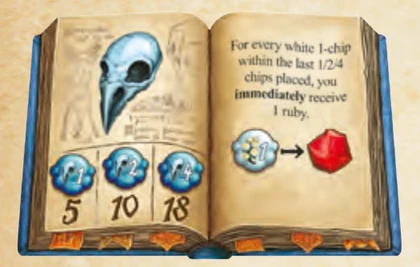 1 2 4
5 10 18
For every white 1-chip
within the last 1/2/4
chips placed, you
immediately receive
1 ruby.
1